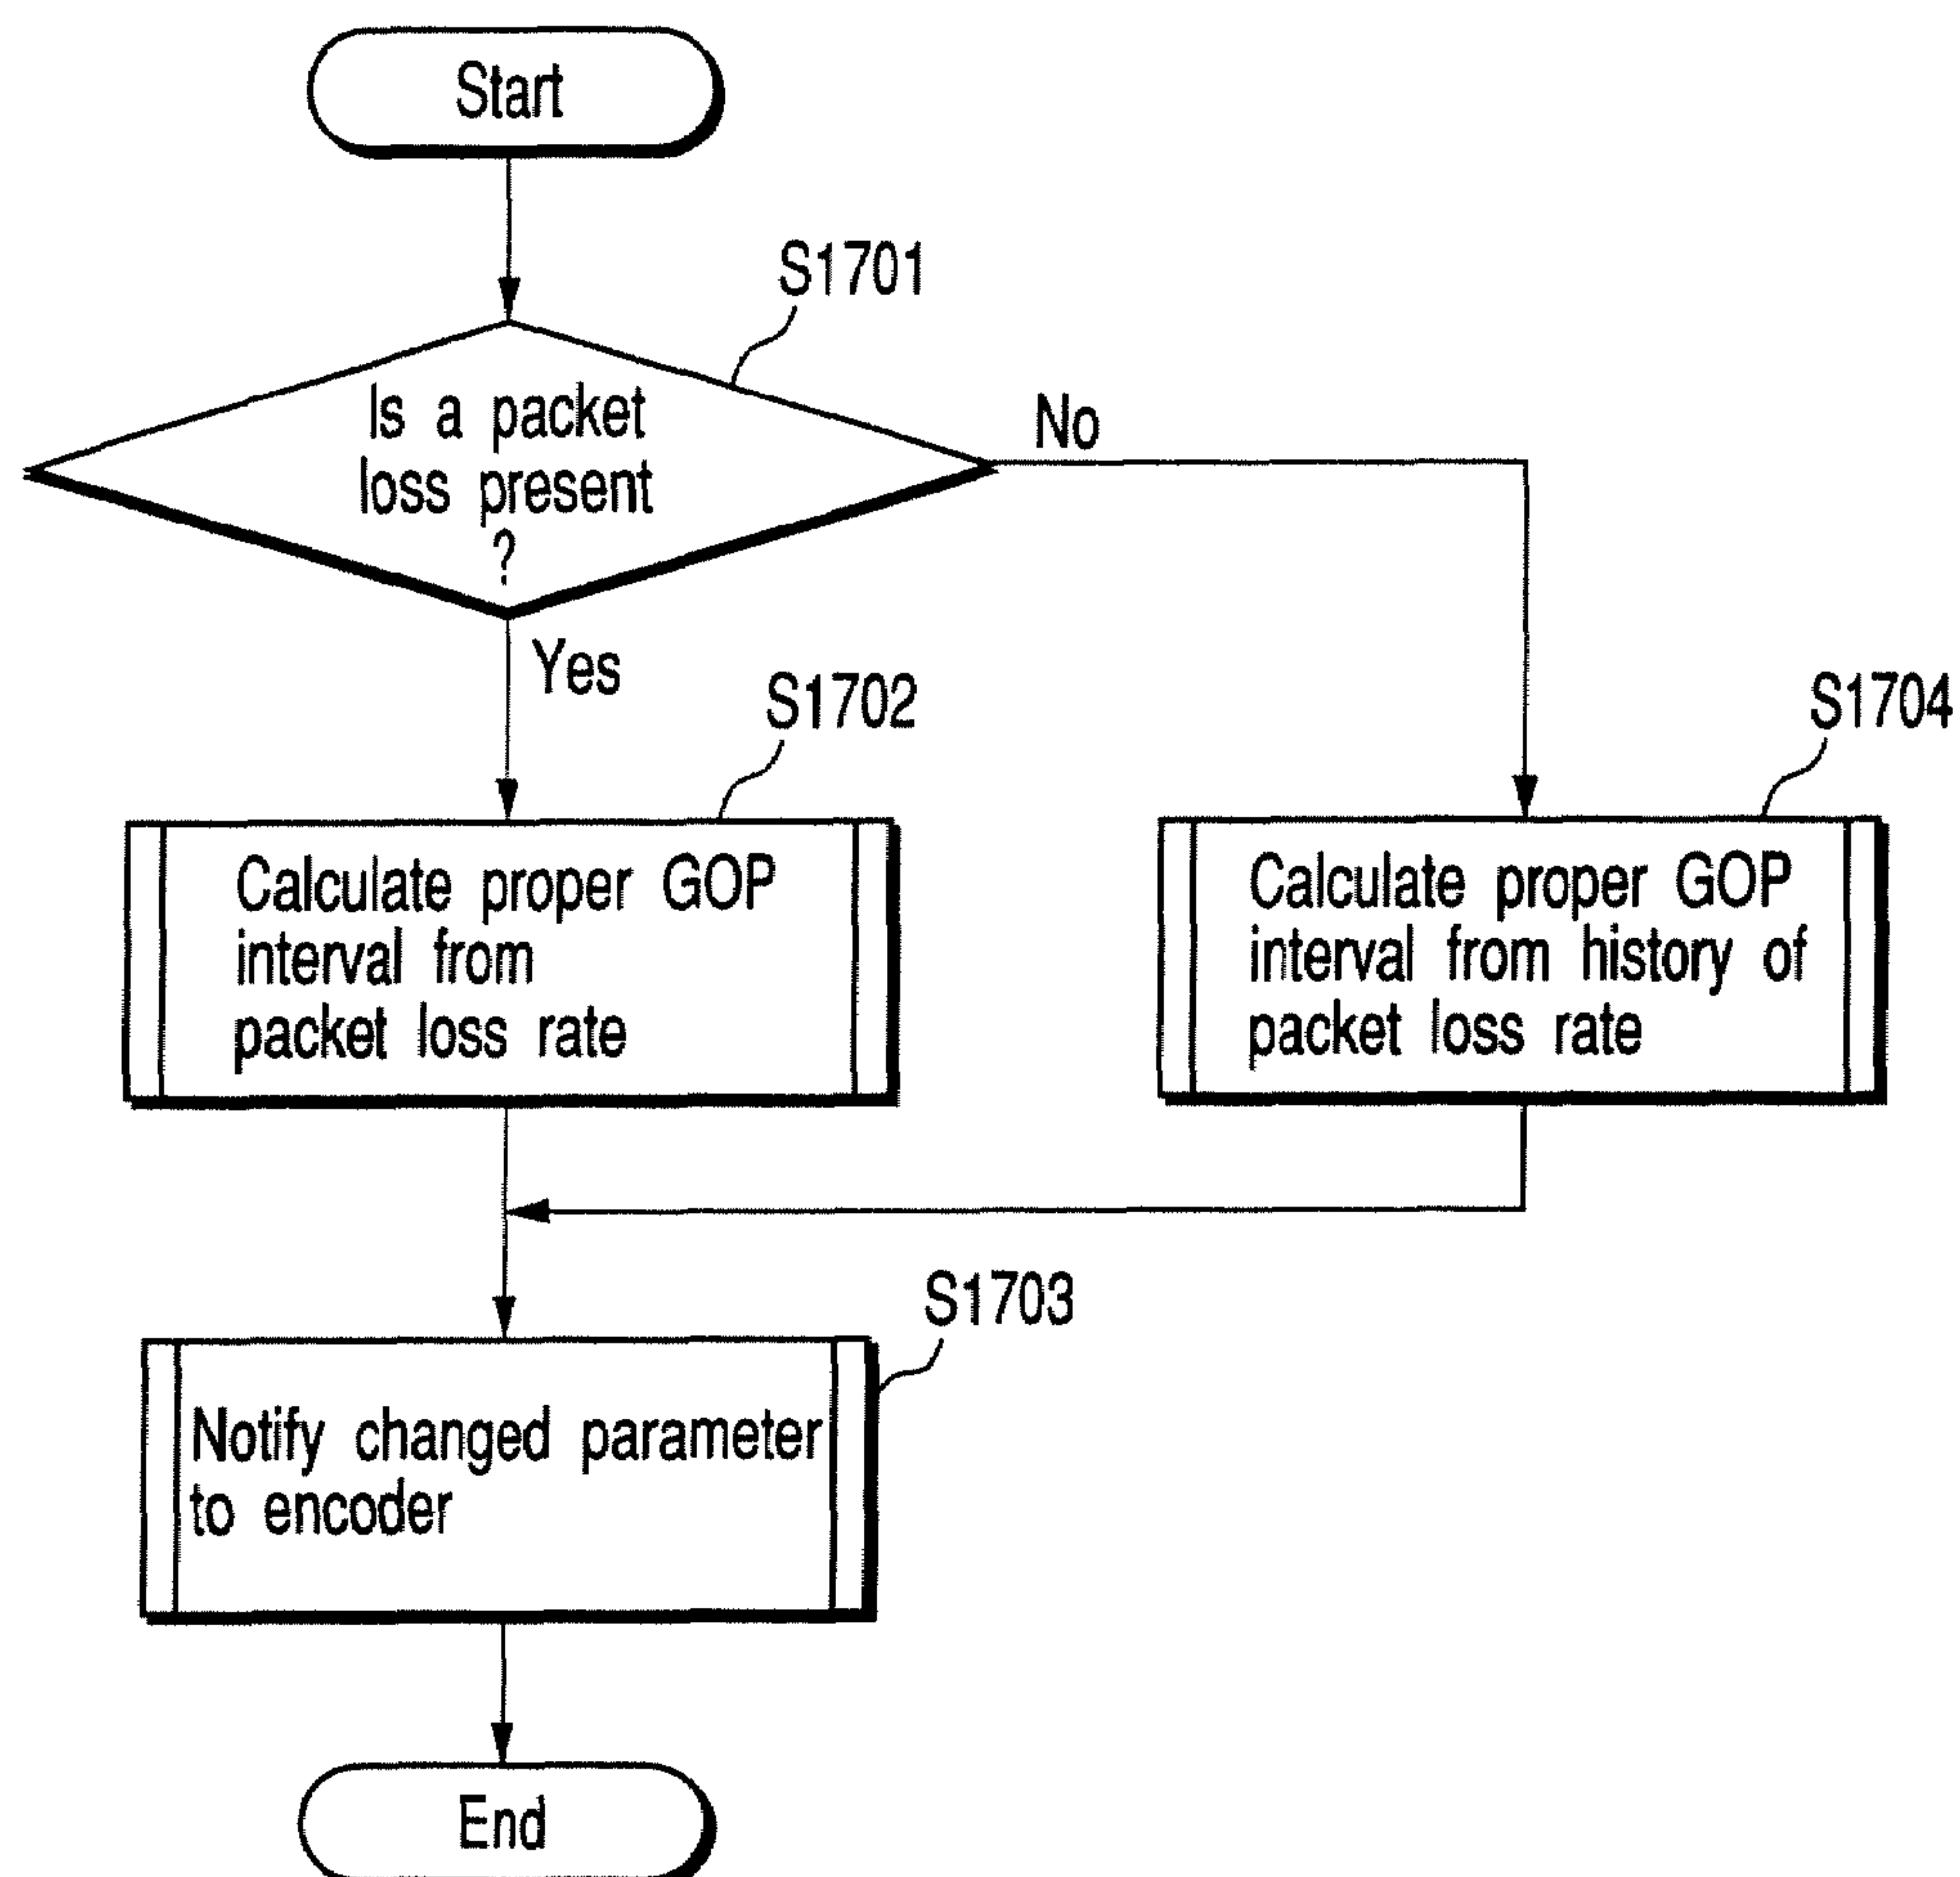 Start
S1701
Is a packet
loss present
?
No
Yes
S1702
S1704
Calculate proper GOP
interval from
packet loss rate
Calculate proper GOP
interval from history of
packet loss rate
S1703
Notify changed parameter
to encoder
End